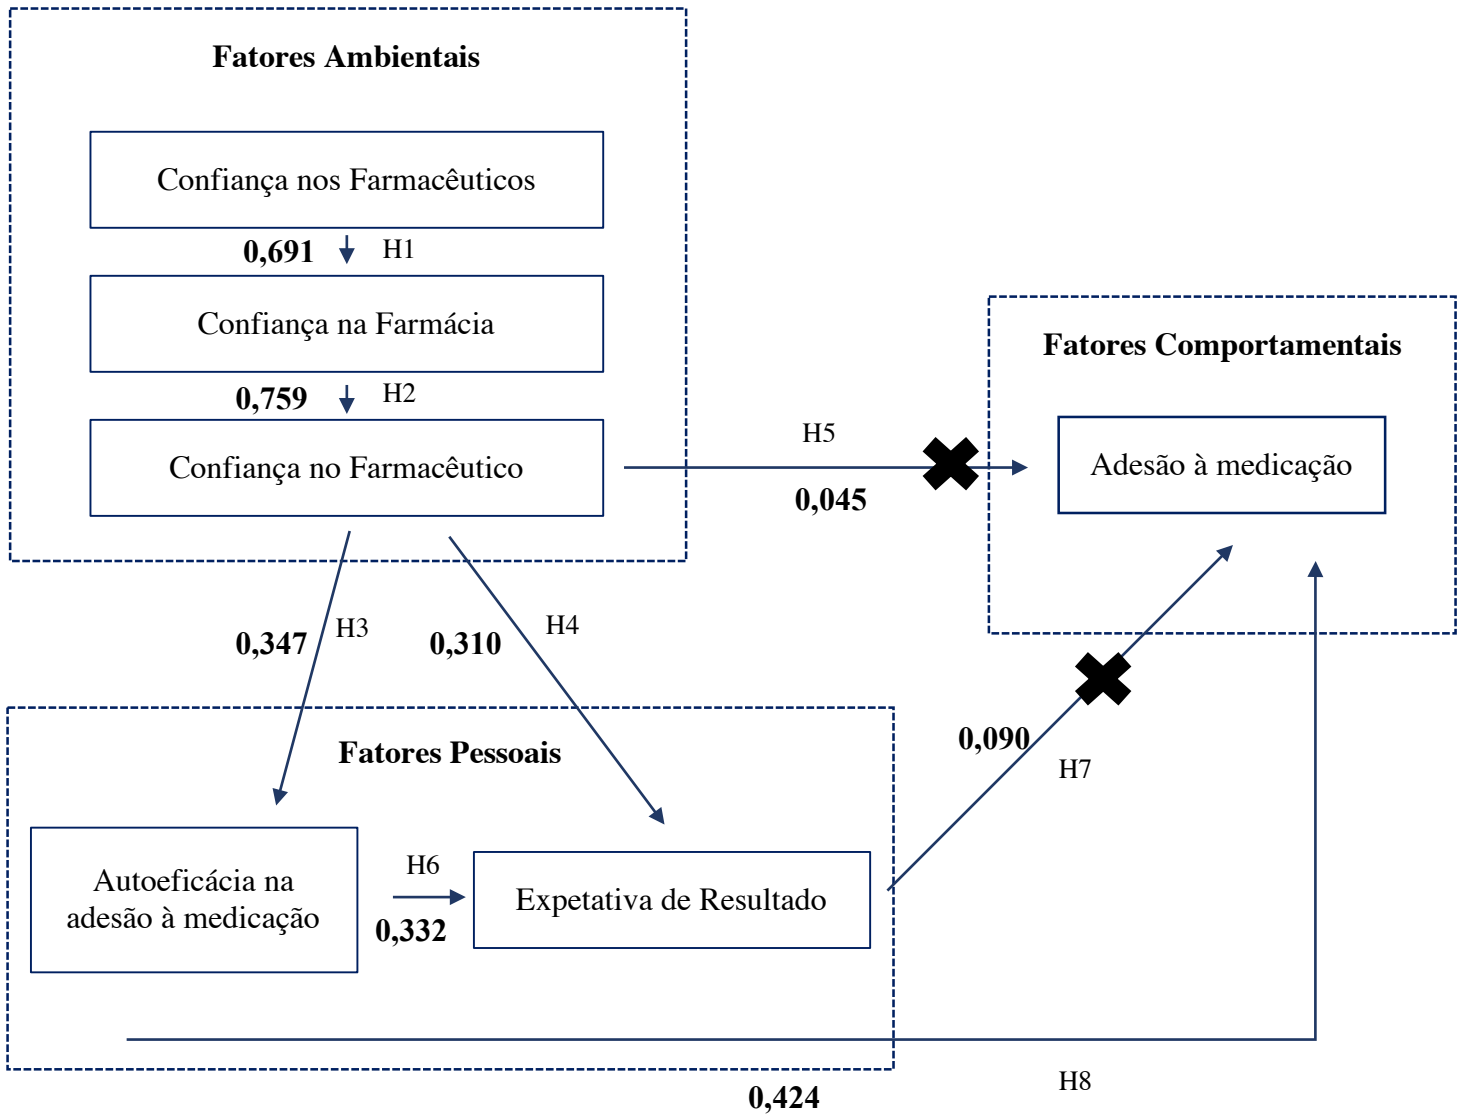 Fatores Ambientais
Confiança nos Farmacêuticos
0,691 H1
Confiança na Farmácia
0,759 H2
Confiança no Farmacêutico
Fatores Comportamentais
Adesão à medicação
H5
0,045
0,347 H3
0,310 H4
0,090
H7
Fatores Pessoais
Autoeficácia na
adesão à medicação
H6
0,332
Expetativa de Resultado
0,424
H8